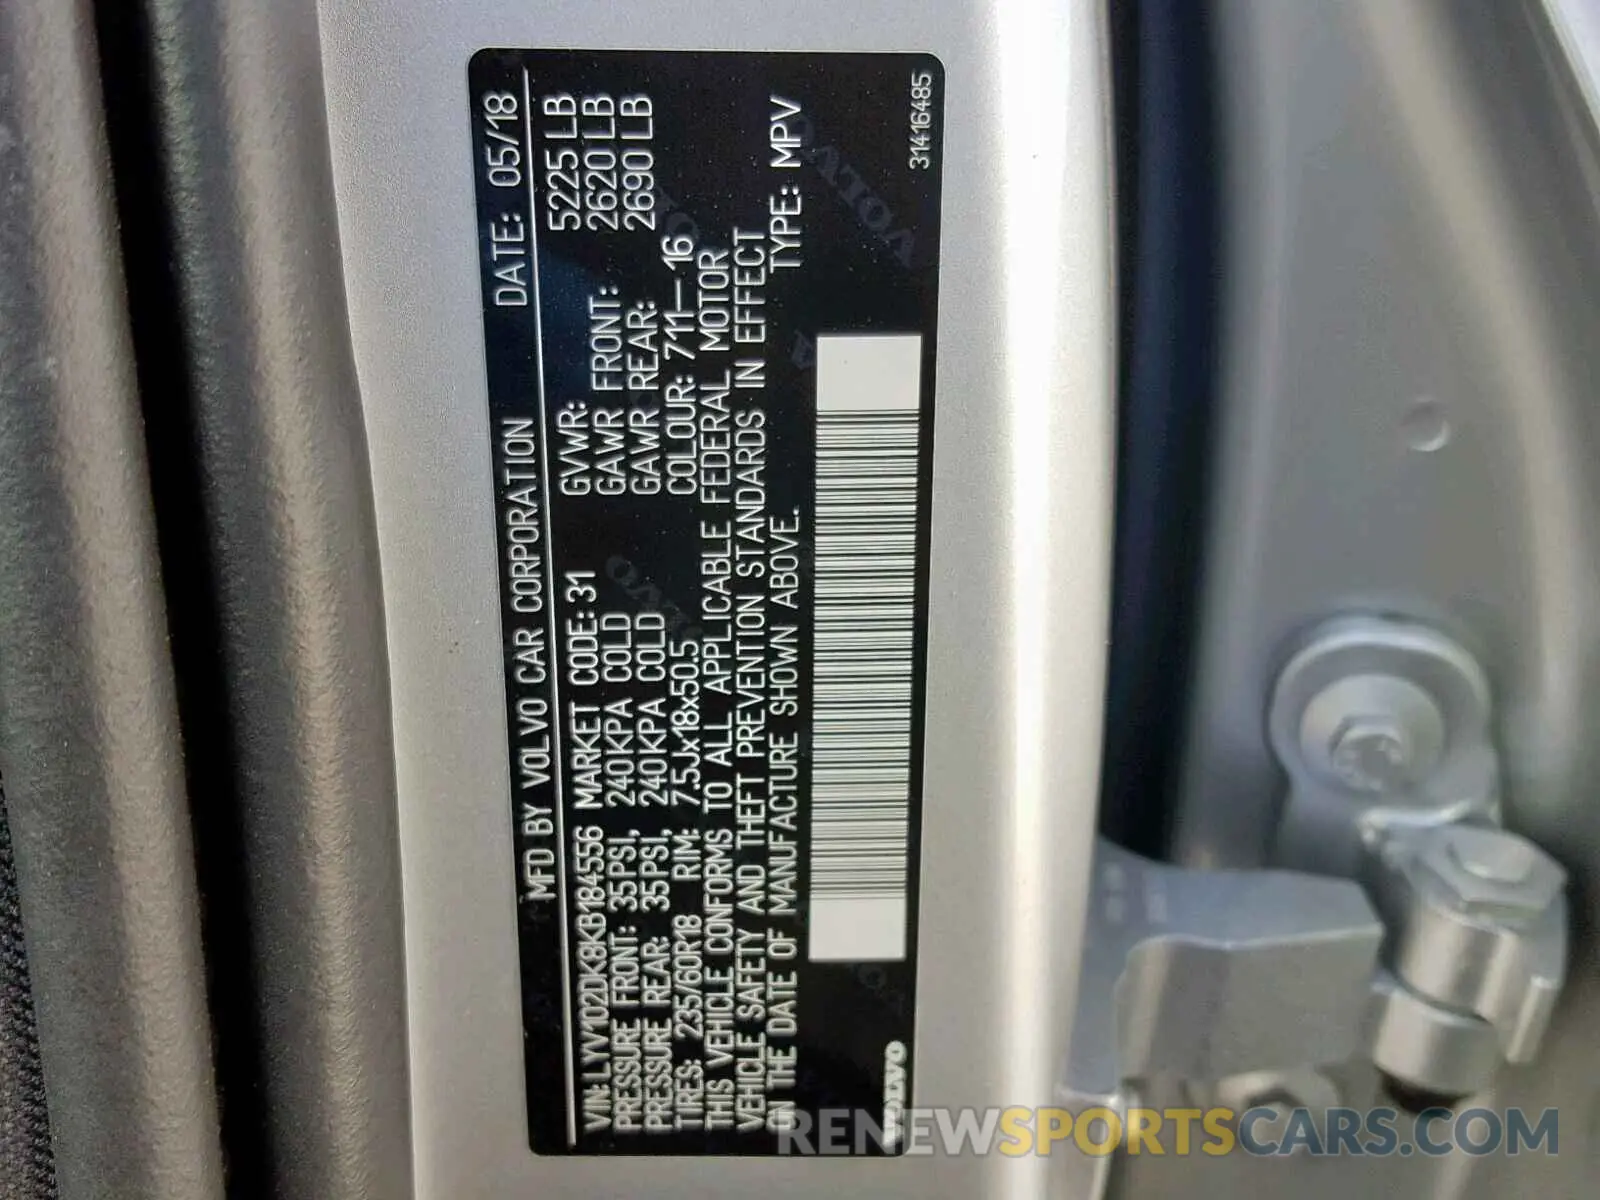 MFD BY VOLVO CAR CORPORATION DATE: 05/18
VIN: LYV102DK8KB184556 MARKET CODE: 31 GVWR: 5225 LB
PRESSURE FRONT: 35PSI, 240KPA COLD GAWR FRONT: 2620 LB
PRESSURE REAR: 35PSI, 240KPA COLD GAWR REAR: 2690 LB
TIRES: 235/60R18 RIM: 7.5Jx18x50.5 COLOUR: 711-16
THIS VEHICLE CONFORMS TO ALL APPLICABLE FEDERAL MOTOR
VEHICLE SAFETY AND THEFT PREVENTION STANDARDS IN EFFECT
IN THE DATE OF MANUFACTURE SHOWN ABOVE. TYPE: MPV
VOLVO 31416485
RENEWSPORTSCARS.COM